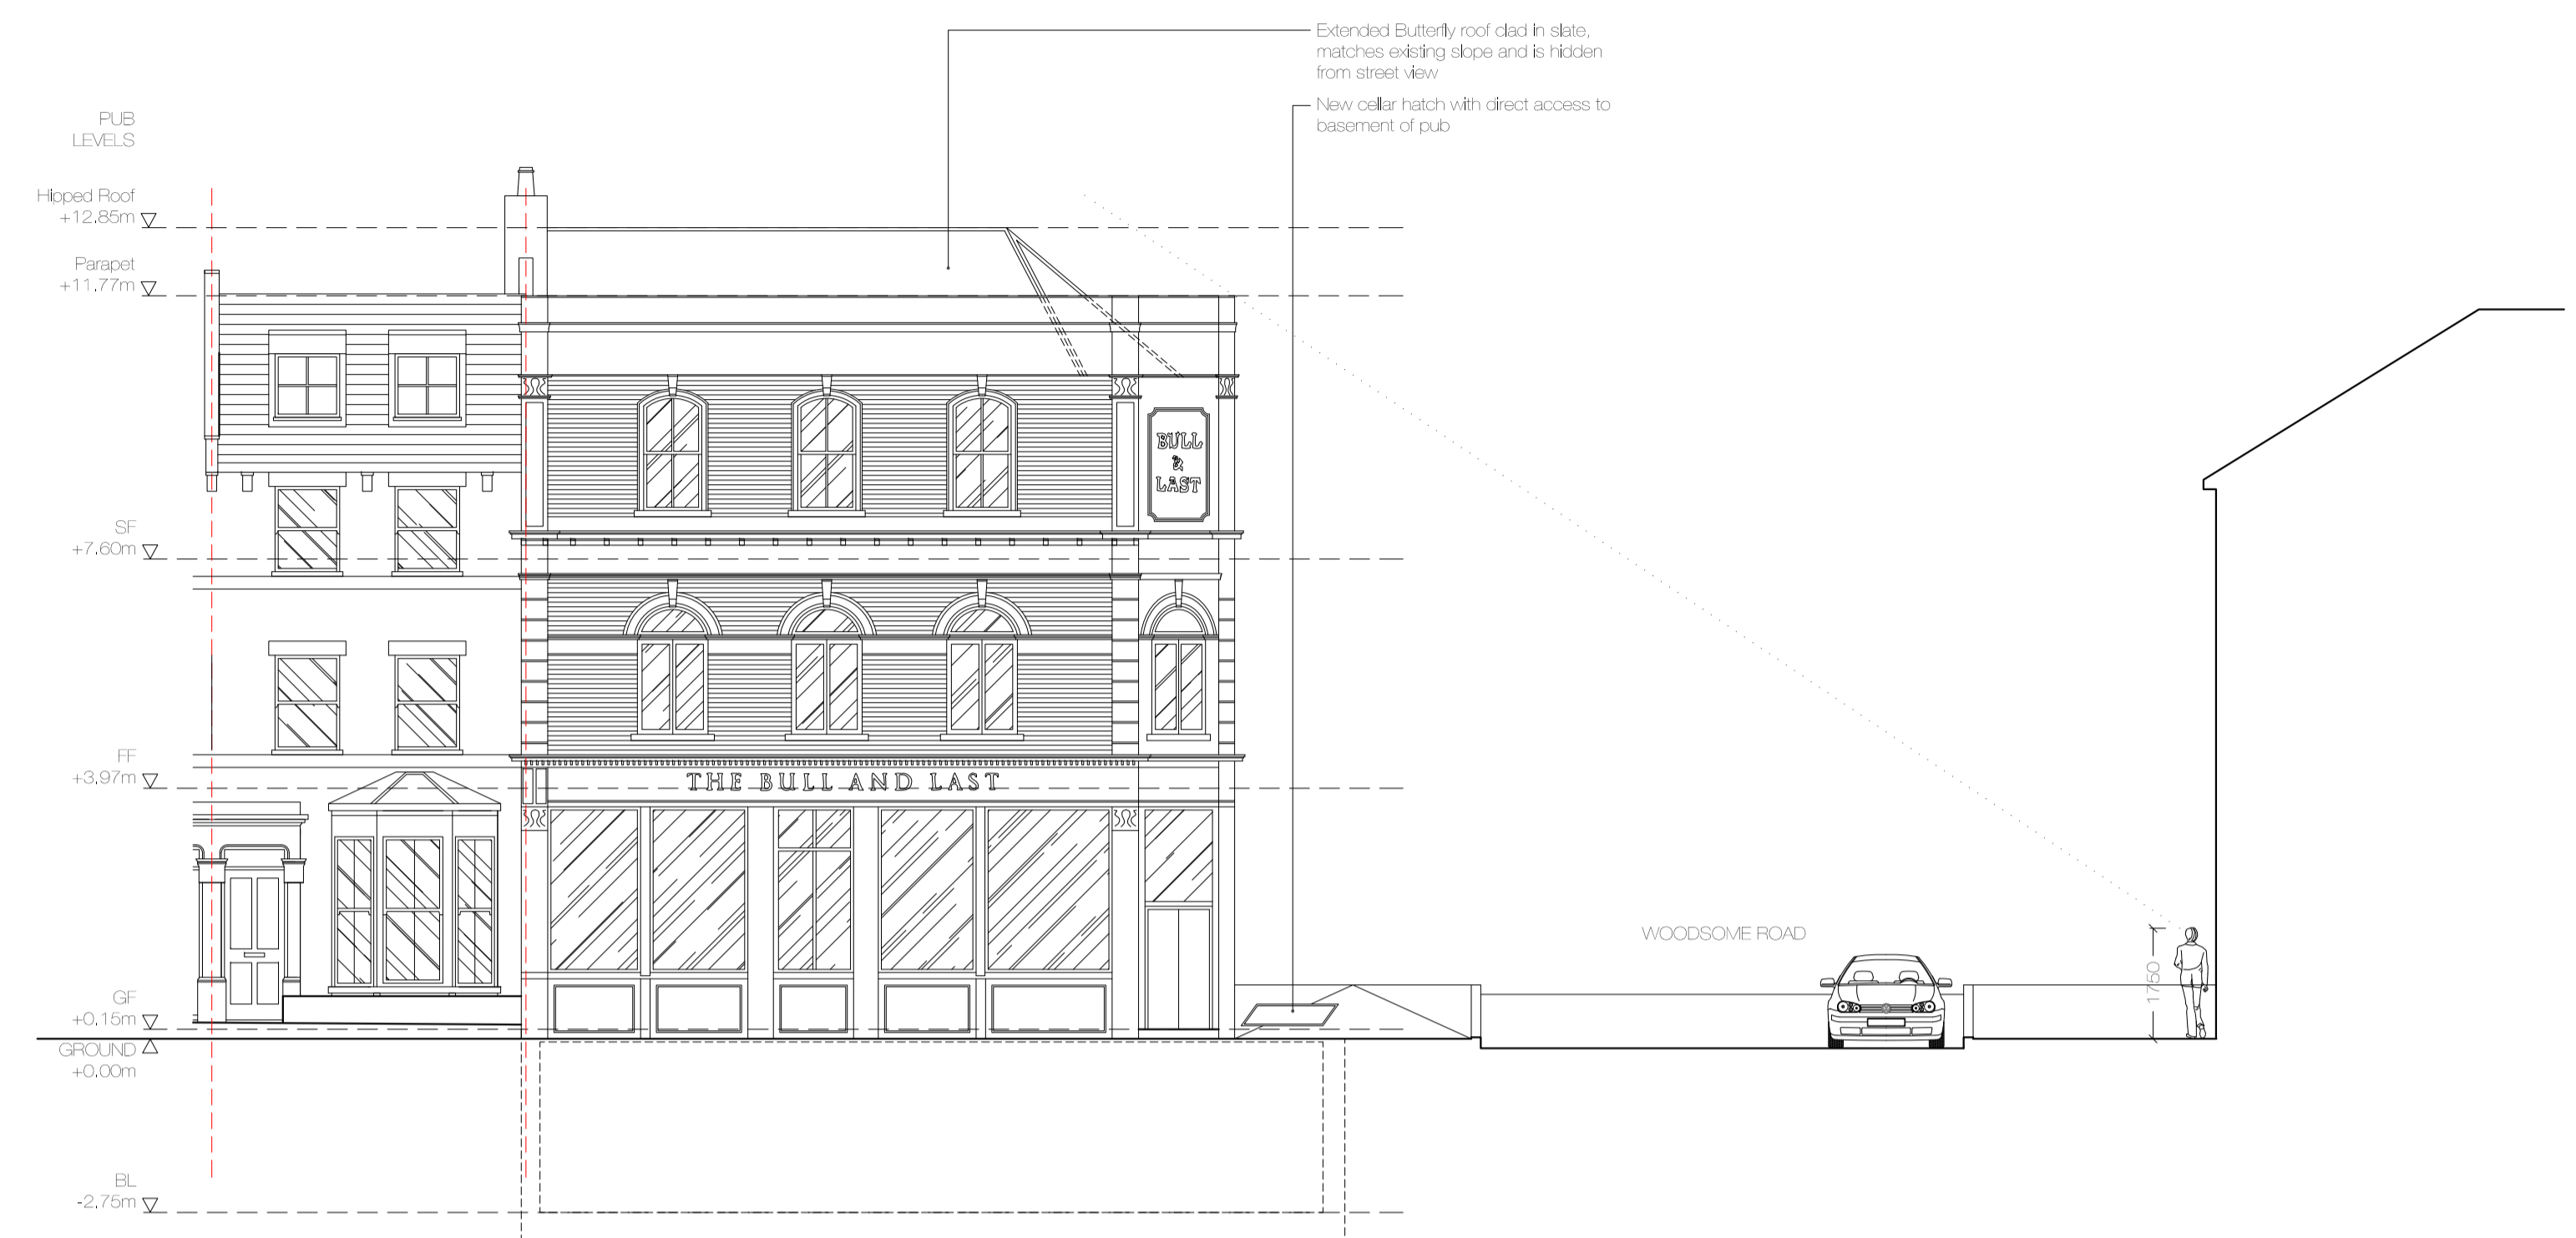 Extended Butterfly roof clad in slate,
matches existing slope and is hidden
from street view
New cellar hatch with direct access to
basement of pub
PUB
LEVELS
Hipped Roof
+12.85m
Parapet
+11.77m
SF
+7.60m
FF
+3.97m
GF
+0.15m
GROUND
+0.00m
BL
-2.75m
BULL
&
LAST
THE BULL AND LAST
WOODSOME ROAD
1750